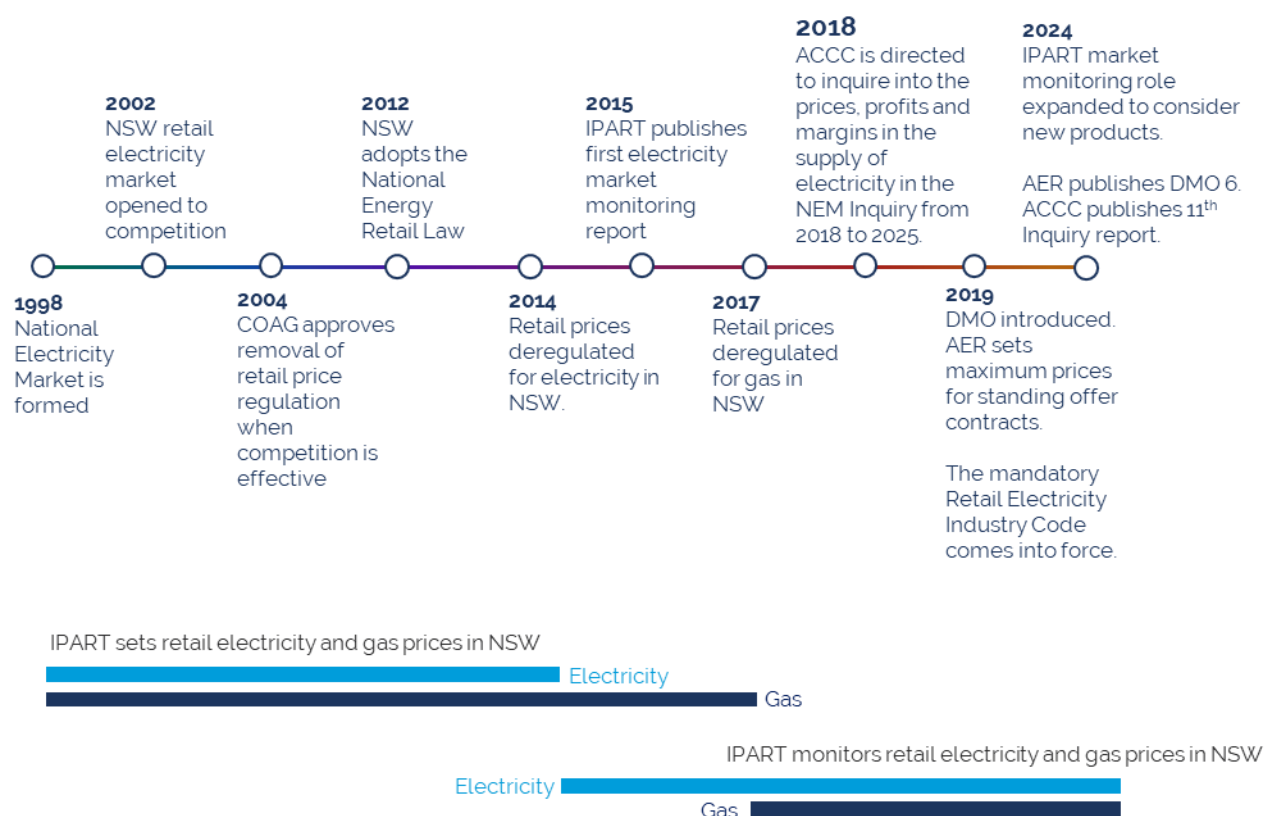 2018
ACCC is directed
to inquire into the
prices, profits and
margins in the
supply of
electricity in the
NEM Inquiry from
2018 to 2025.
2024
IPART market
monitoring role
expanded to consider
new products.
AER publishes DMO 6.
ACCC publishes 11th
Inquiry report.
2002
NSW retail
electricity
market
opened to
competition
2012
NSW
adopts the
National
Energy
Retail Law
2015
IPART publishes
first electricity
market
monitoring
report
1998
National
Electricity
Market is
formed
2004
COAG approves
removal of
retail price
regulation
when
competition is
effective
2014
Retail prices
deregulated
for electricity in
NSW.
2017
Retail prices
deregulated
for gas in
NSW
2019
DMO introduced.
AER sets
maximum prices
for standing offer
contracts.
The mandatory
Retail Electricity
Industry Code
comes into force.
IPART sets retail electricity and gas prices in NSW
Electricity
Gas
IPART monitors retail electricity and gas prices in NSW
Electricity
Gas